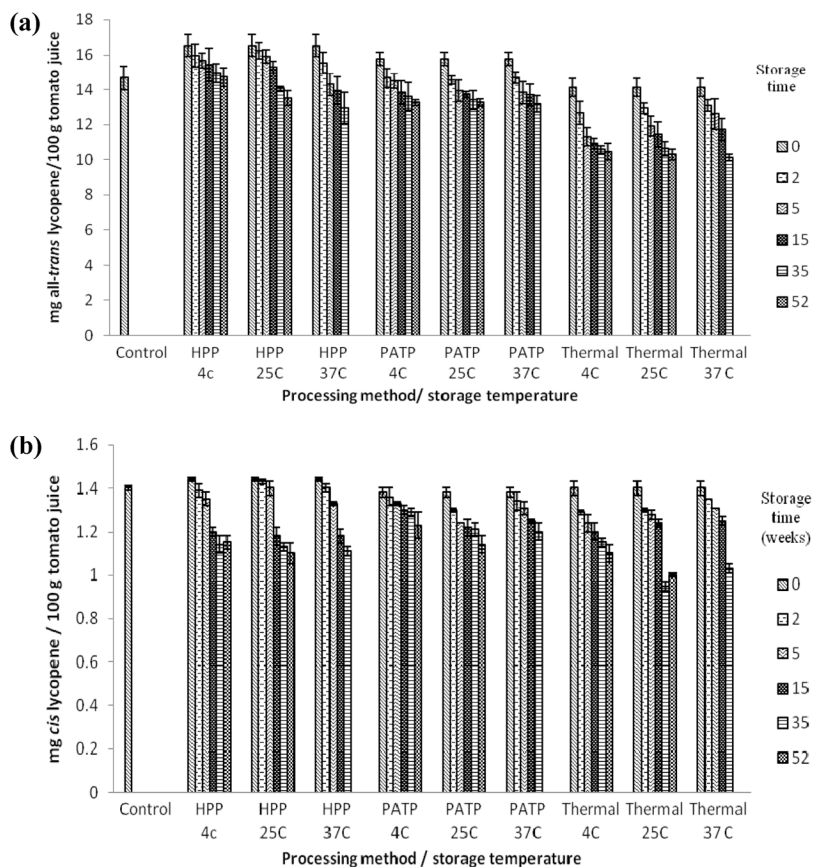 (a)
mg all-trans lycopene/100 g tomato juice
18
16
14
12
10
8
6
4
2
0
Control
HPP
4c
HPP
25C
HPP
37C
PATP
4C
PATP
25C
PATP
37C
Thermal
4C
Thermal
25C
Thermal
37 C
Processing method/ storage temperature
Storage
time
0
2
5
15
35
52
(b)
mg cis lycopene / 100 g tomato juice
1.6
1.4
1.2
1
0.8
0.6
0.4
0.2
0
Control
HPP
4c
HPP
25C
HPP
37C
PATP
4C
PATP
25C
PATP
37C
Thermal
4C
Thermal
25C
Thermal
37 C
Processing method / storage temperature
Storage
time
(weeks)
0
2
5
15
35
52